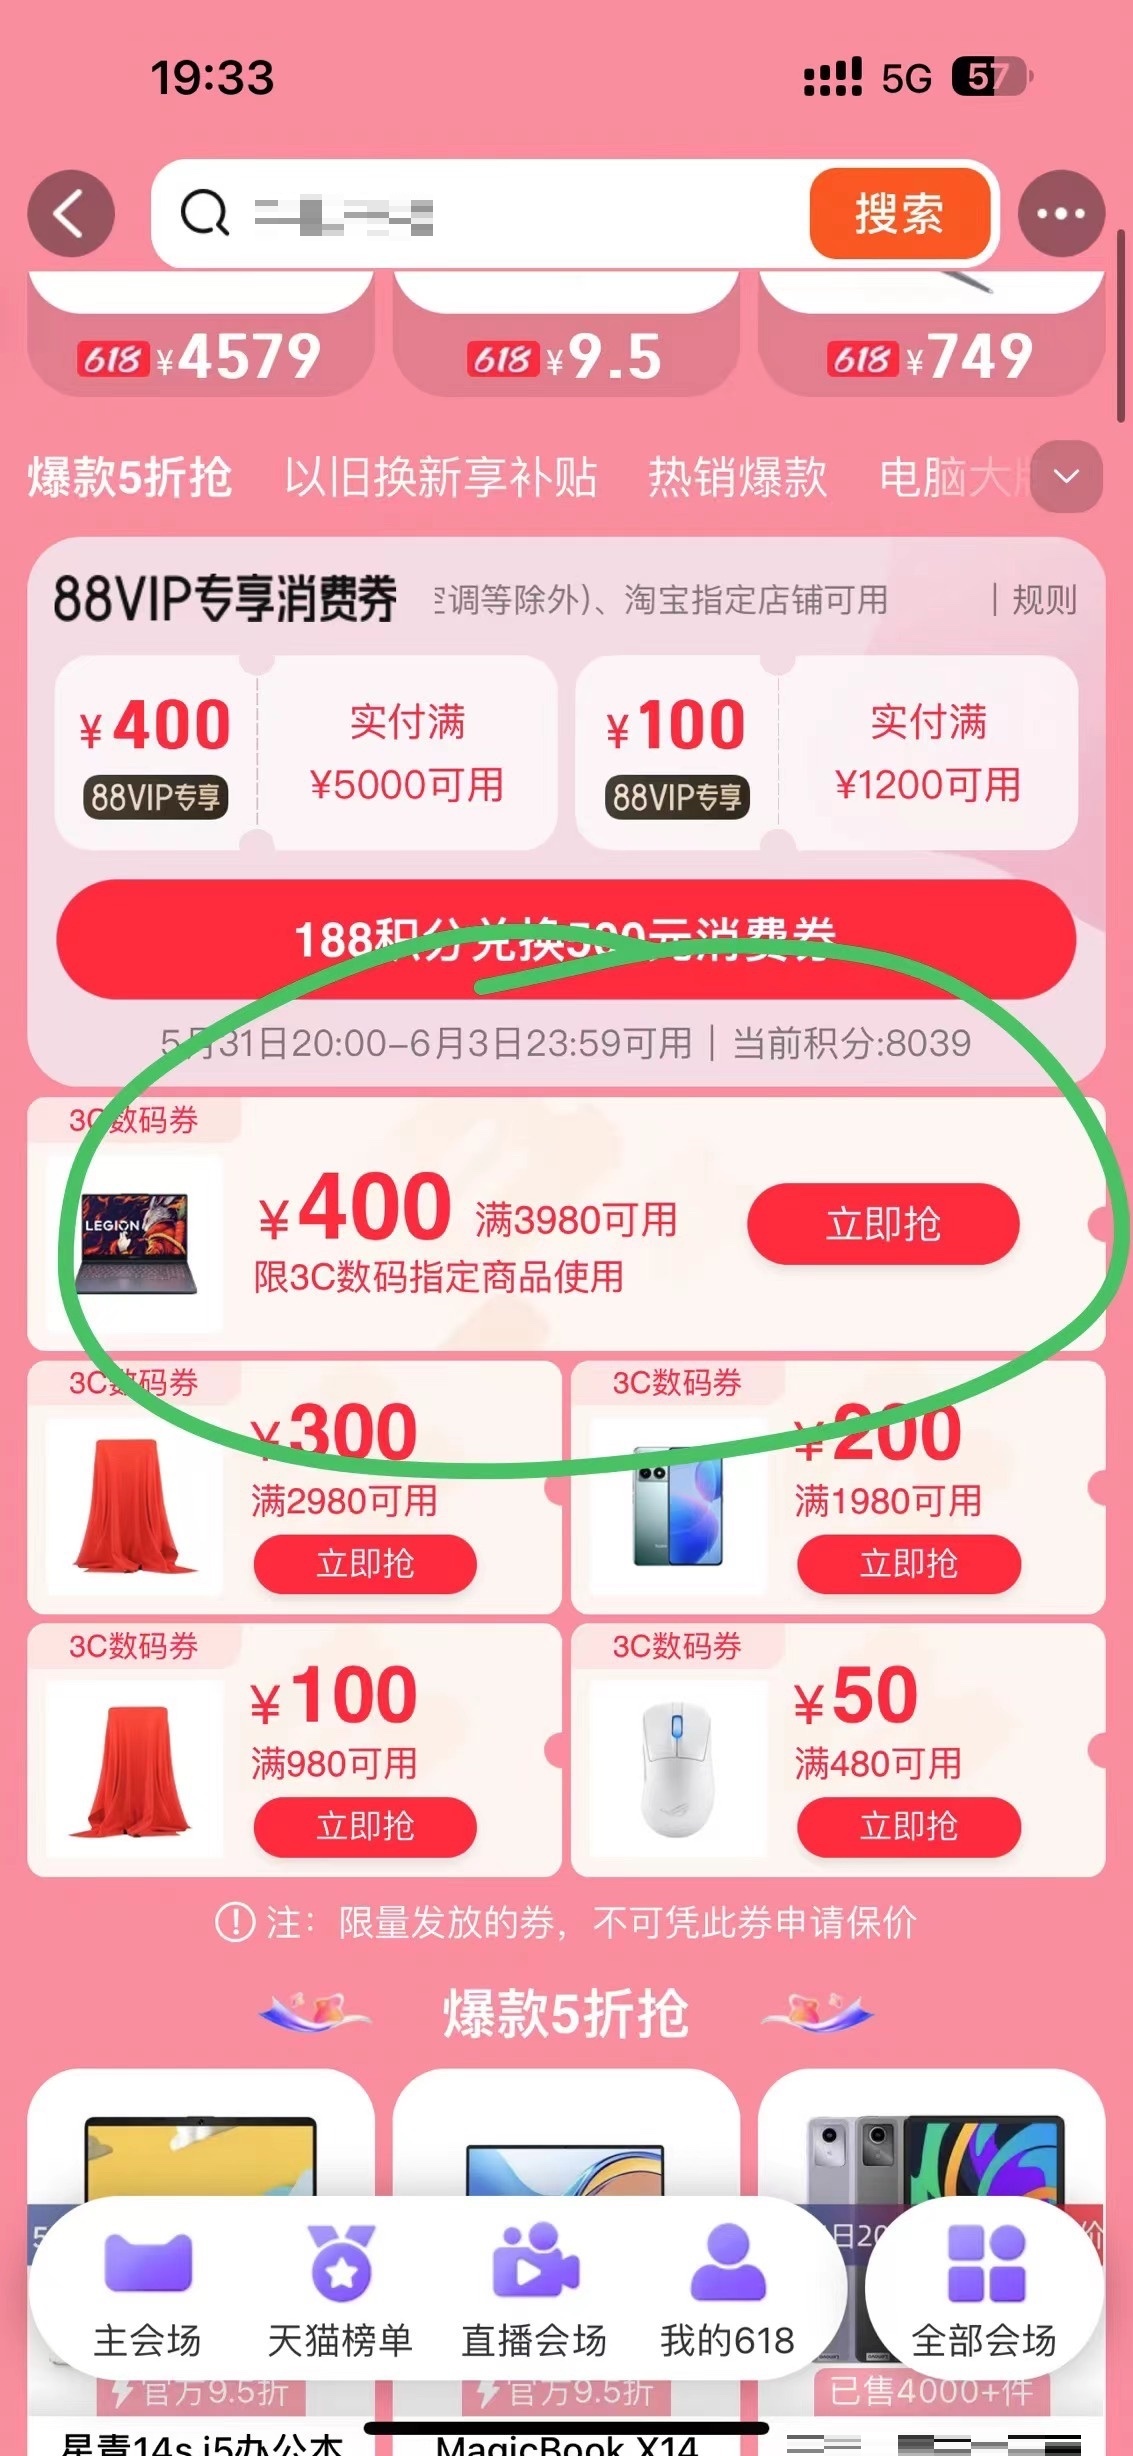 19:33
5G 57
搜索
618 ¥4579
618 ¥9.5
618 ¥749
爆款5折抢 以旧换新享补贴 热销爆款 电脑大
88VIP专享消费券 调等除外)、淘宝指定店铺可用 | 规则
¥400
88VIP专享
实付满
¥5000可用
¥100
88VIP专享
实付满
¥1200可用
188积分兑换500元消费券
5月31日20:00-6月3日23:59可用 | 当前积分:8039
3C数码券
LEGION
¥400 满3980可用
限3C数码指定商品使用
立即抢
3C数码券
¥300
满2980可用
立即抢
3C数码券
¥200
满1980可用
立即抢
3C数码券
¥100
满980可用
立即抢
3C数码券
¥50
满480可用
立即抢
注：限量发放的券，不可凭此券申请保价
爆款5折抢
日20
价
主会场
天猫榜单
直播会场
我的618
全部会场
官方9.5折
官方9.5折
已售4000+件
星青14s i5办公本
MagicBook X14